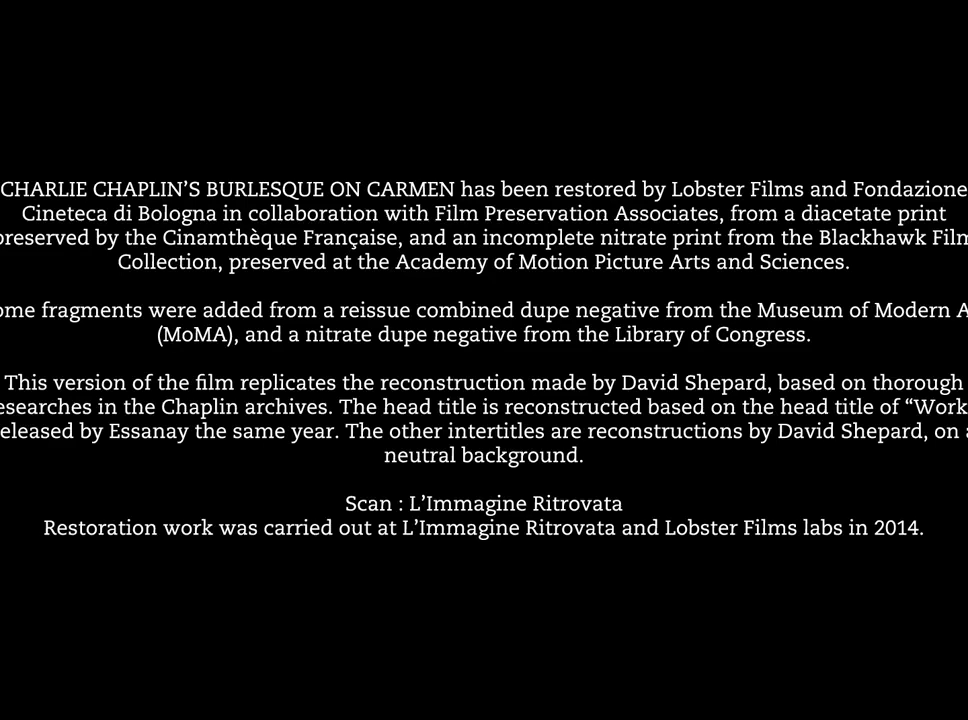 CHARLIE CHAPLIN’S BURLESQUE ON CARMEN has been restored by Lobster Films and Fondazione
Cineteca di Bologna in collaboration with Film Preservation Associates, from a diacetate print
preserved by the Cinamthèque Française, and an incomplete nitrate print from the Blackhawk Film
Collection, preserved at the Academy of Motion Picture Arts and Sciences.
ome fragments were added from a reissue combined dupe negative from the Museum of Modern A
(MoMA), and a nitrate dupe negative from the Library of Congress.
This version of the film replicates the reconstruction made by David Shepard, based on thorough
esearches in the Chaplin archives. The head title is reconstructed based on the head title of “Work
eleased by Essanay the same year. The other intertitles are reconstructions by David Shepard, on a
neutral background.
Scan : L’Immagine Ritrovata
Restoration work was carried out at L’Immagine Ritrovata and Lobster Films labs in 2014.